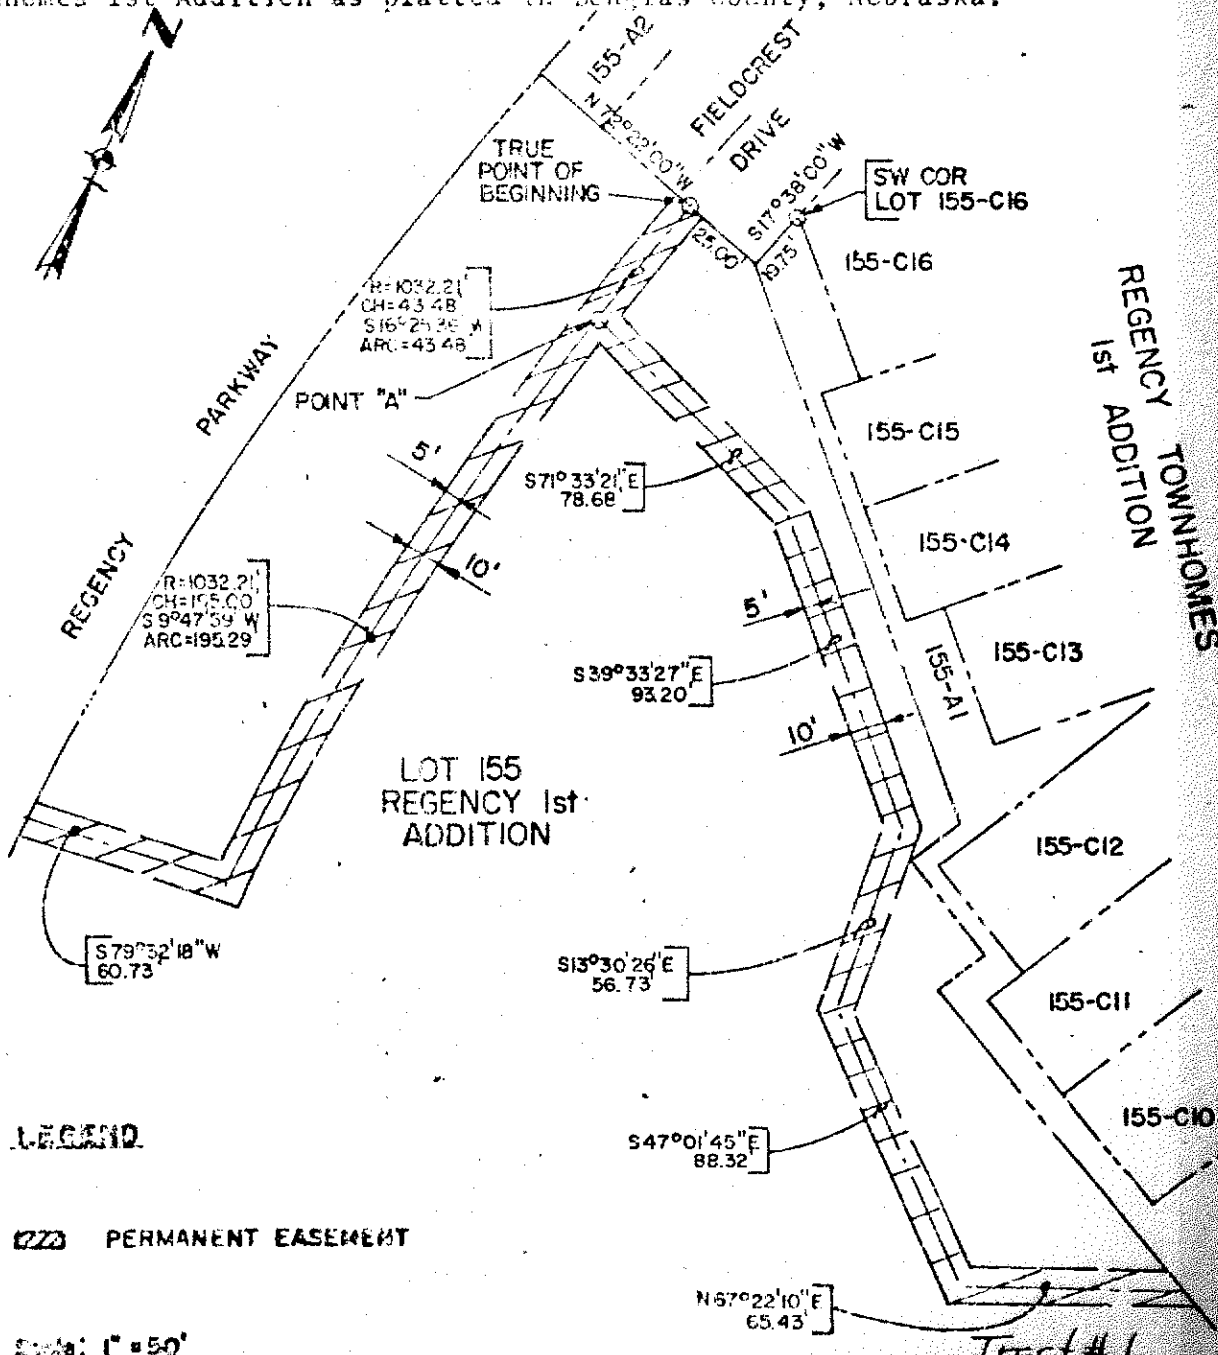 1st Addition as platted in Douglas County, Nebraska.
N
155-A2
FIELDCREST
DRIVE
N 72°22'00"W
S17°38'00"W
TRUE
POINT OF
BEGINNING
SW COR
LOT 155-C16
25.00'
19.75'
155-C16
R=1032.21'
CH=43.48'
ARC=43.48'
REGENCY TOWNHOMES
1st ADDITION
POINT "A"
REGENCY PARKWAY
155-C15
5'
S71°33'21"E
78.68'
155-C14
10'
R=1032.21'
CH=195.00
S 9°47'59" W
ARC=195.29'
5'
155-C13
155-A1
S39°33'27"E
93.20'
10'
LOT 155
REGENCY 1st
ADDITION
155-C12
S79°32'18"W
60.73'
S13°30'26"E
56.73'
155-C11
155-C10
LEGEND
S47°01'45"E
88.32'
PERMANENT EASEMENT
N67°22'10"E
65.43'
Scale: 1" = 50'
Tract #1